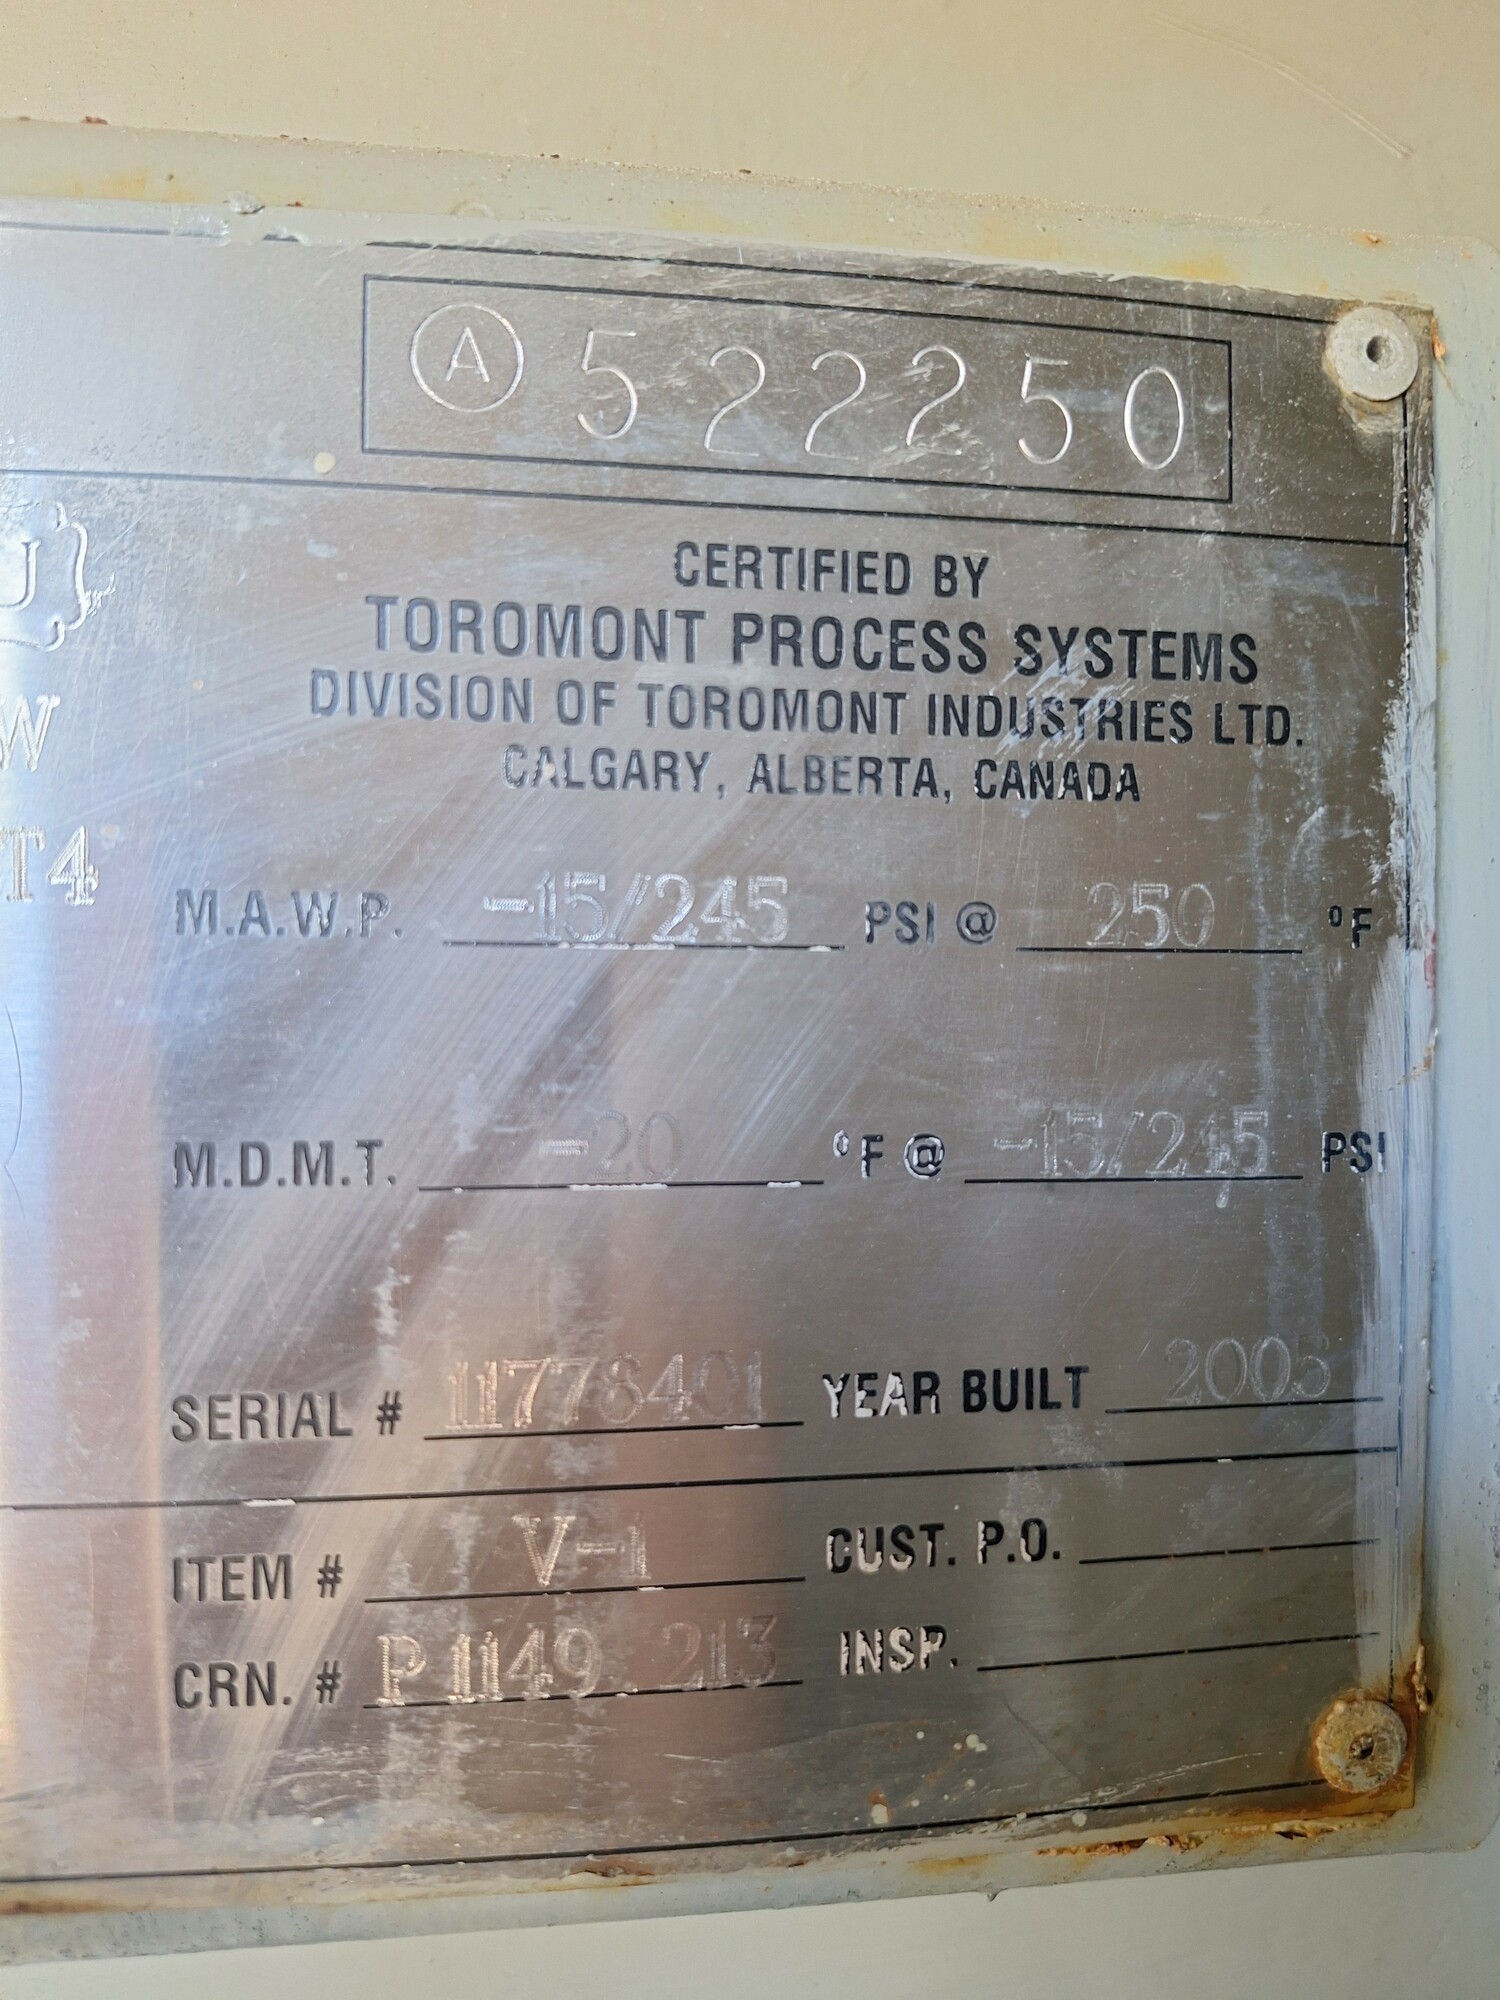 Ⓐ 522250
U
CERTIFIED BY
TOROMONT PROCESS SYSTEMS
DIVISION OF TOROMONT INDUSTRIES LTD.
CALGARY, ALBERTA, CANADA
W
T4
M.A.W.P. -15/245 PSI @ 250 °F
M.D.M.T. -20 °F @ -15/245 PSI
SERIAL # 11778401 YEAR BUILT 2005
ITEM # V-1 CUST. P.O.
CRN. # P1149.213 INSP.